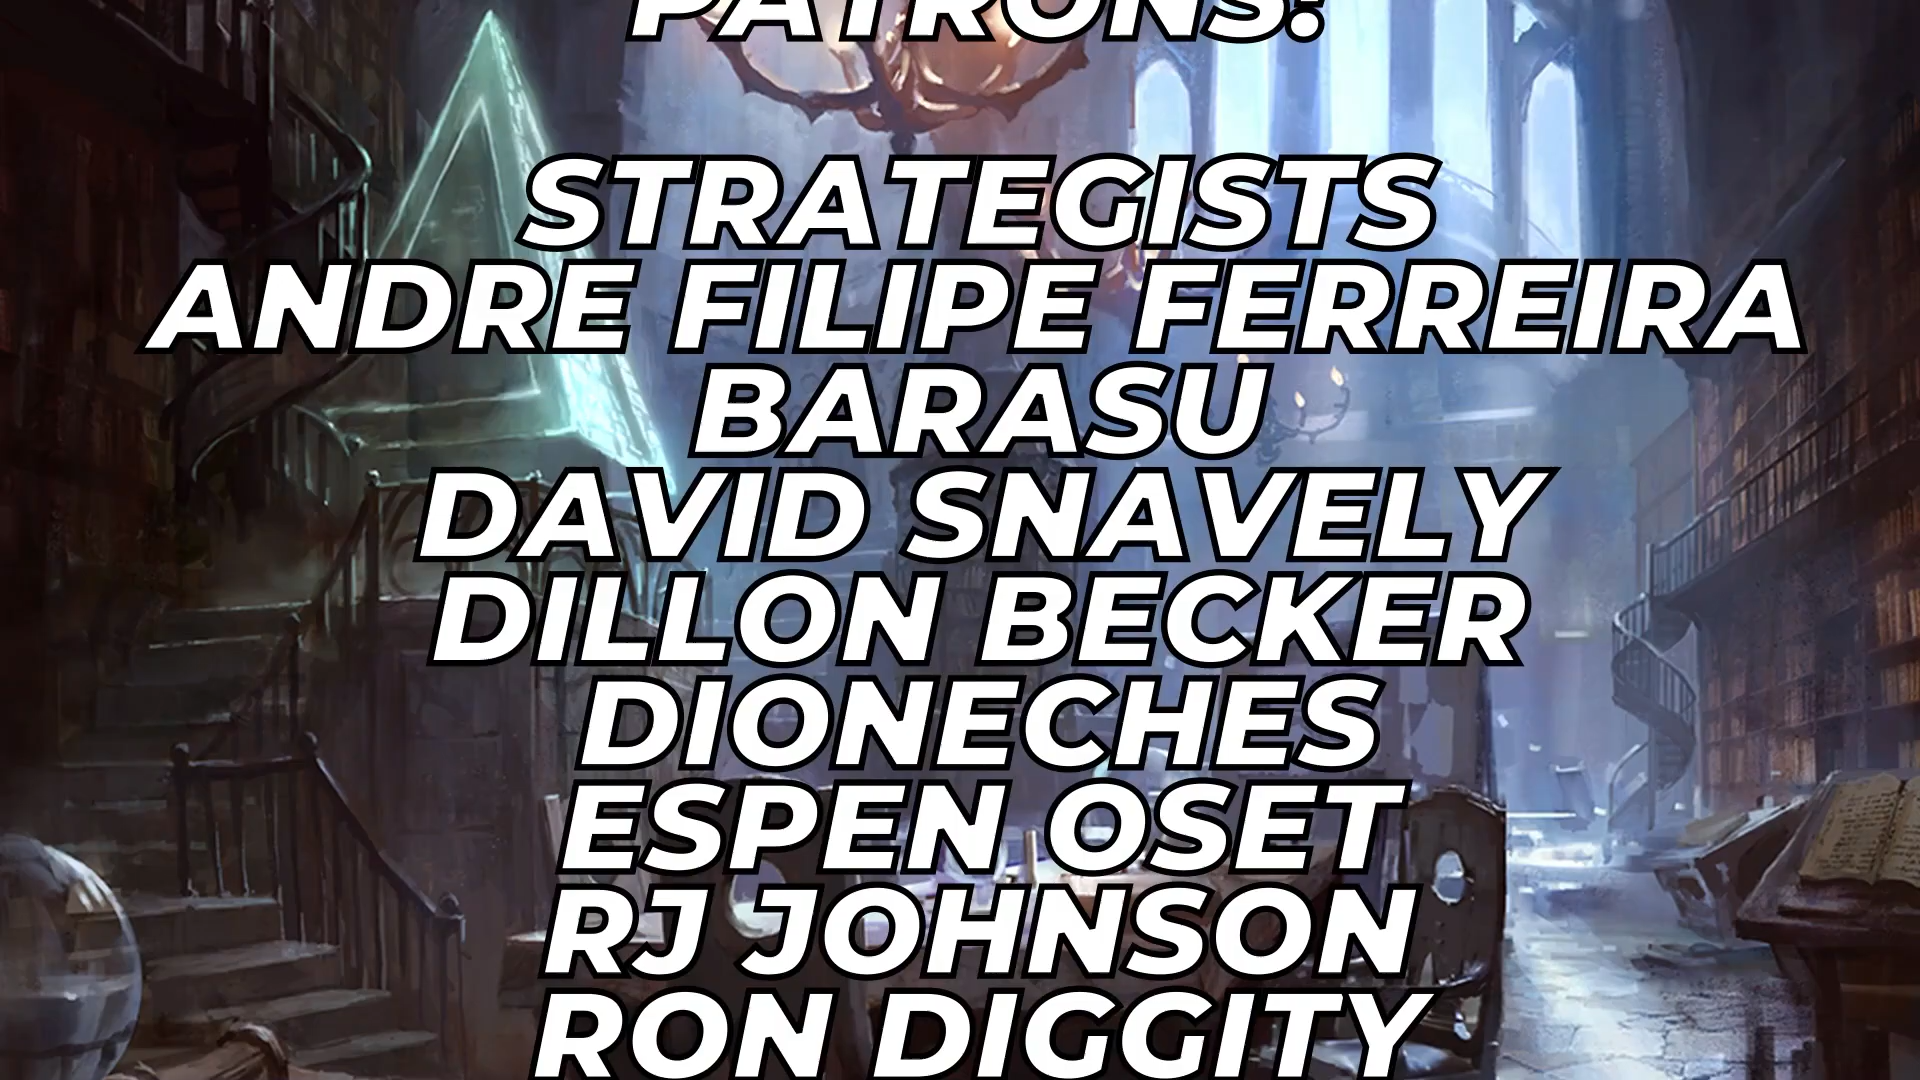 PATRONS!
STRATEGISTS
ANDRE FILIPE FERREIRA
BARASU
DAVID SNAVELY
DILLON BECKER
DIONECHES
ESPEN OSET
RJ JOHNSON
RON DIGGITY